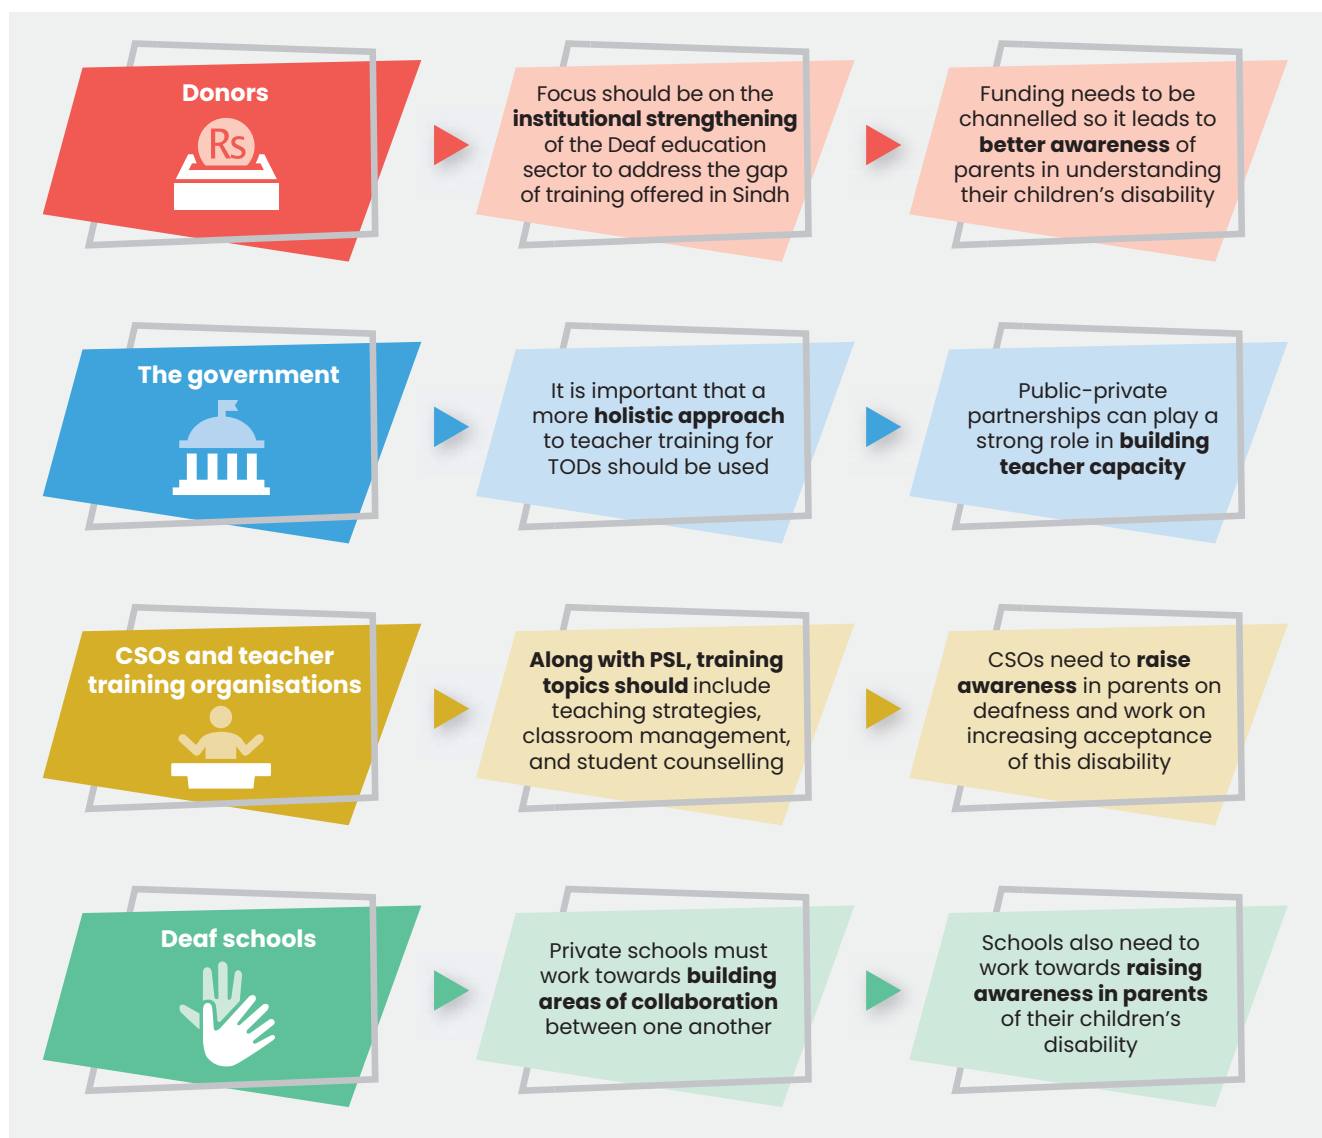 Donors
Rs
Focus should be on the
institutional strengthening
of the Deaf education
sector to address the gap
of training offered in Sindh
Funding needs to be
channelled so it leads to
better awareness of
parents in understanding
their children’s disability
The government
It is important that a
more holistic approach
to teacher training for
TODs should be used
Public-private
partnerships can play a
strong role in building
teacher capacity
CSOs and teacher
training organisations
Along with PSL, training
topics should include
teaching strategies,
classroom management,
and student counselling
CSOs need to raise
awareness in parents on
deafness and work on
increasing acceptance
of this disability
Deaf schools
Private schools must
work towards building
areas of collaboration
between one another
Schools also need to
work towards raising
awareness in parents
of their children’s
disability